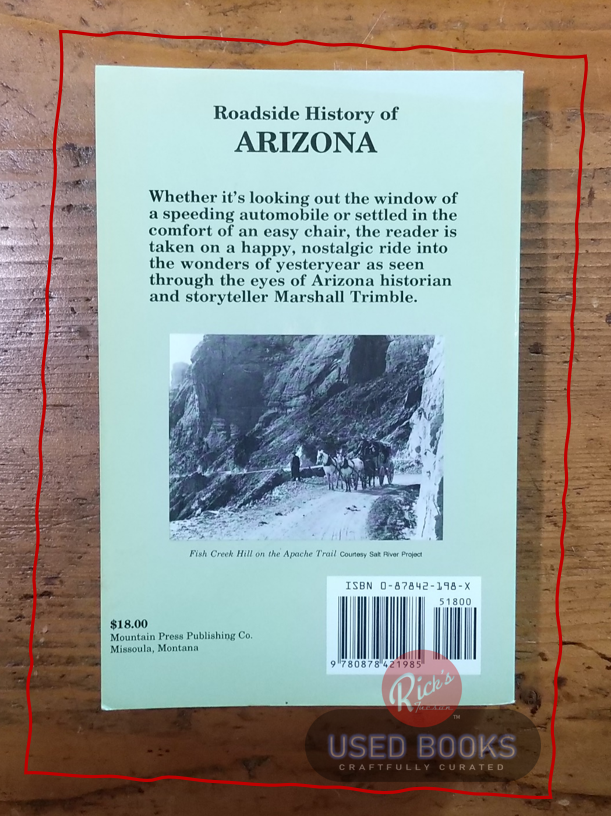 Roadside History of
ARIZONA
Whether it's looking out the window of
a speeding automobile or settled in the
comfort of an easy chair, the reader is
taken on a happy, nostalgic ride into
the wonders of yesteryear as seen
through the eyes of Arizona historian
and storyteller Marshall Trimble.
Fish Creek Hill on the Apache Trail Courtesy Salt River Project
$18.00
Mountain Press Publishing Co.
Missoula, Montana
ISBN 0-87842-198-X
51800
9 780878 421985
Rick's
TM
USED BOOKS
CRAFTFULLY CURATED